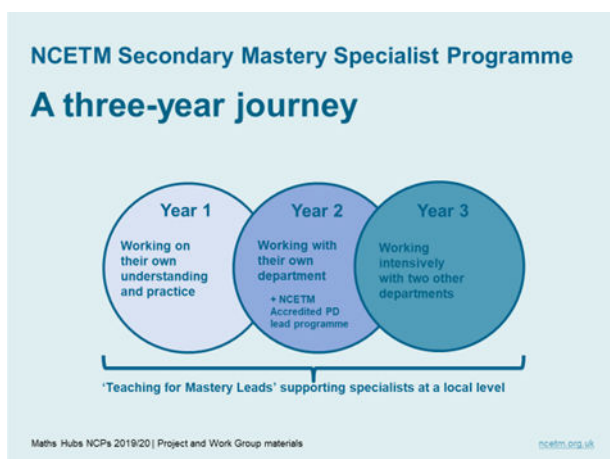 NCETM Secondary Mastery Specialist Programme
A three-year journey
Year 1
Working on
their own
understanding
and practice
Year 2
Working with
their own
department
+ NCETM
Accredited PD
lead programme
Year 3
Working
intensively
with two other
departments
‘Teaching for Mastery Leads’ supporting specialists at a local level
Maths Hubs NCPs 2019/20 | Project and Work Group materials
ncetm.org.uk